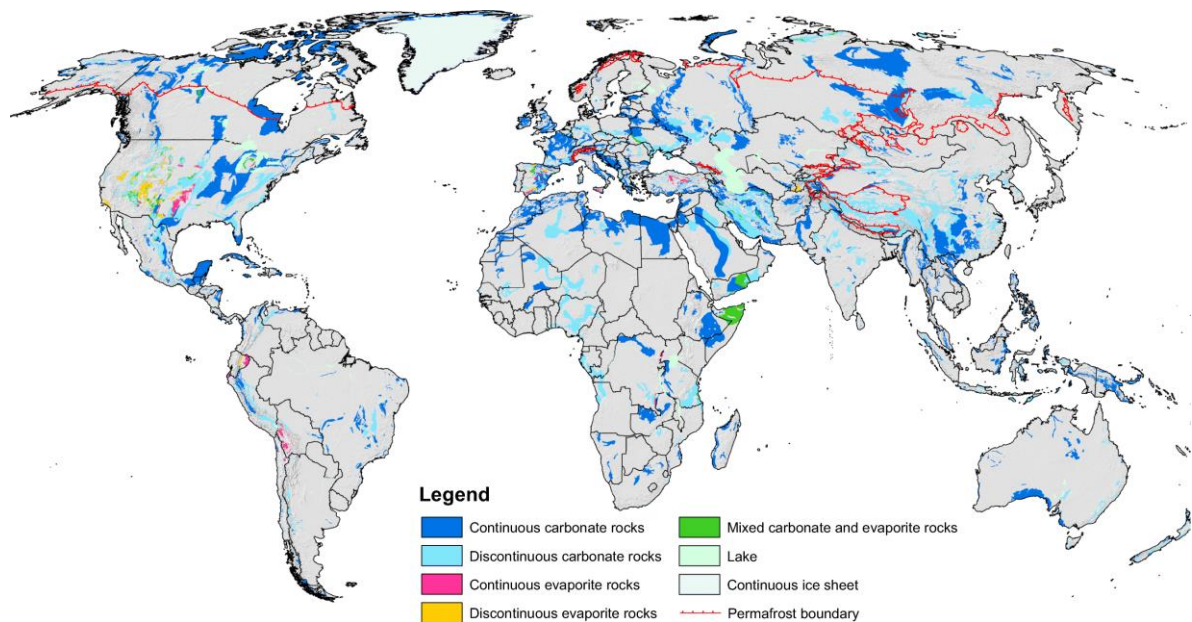 Legend
Continuous carbonate rocks
Discontinuous carbonate rocks
Continuous evaporite rocks
Discontinuous evaporite rocks
Mixed carbonate and evaporite rocks
Lake
Continuous ice sheet
Permafrost boundary